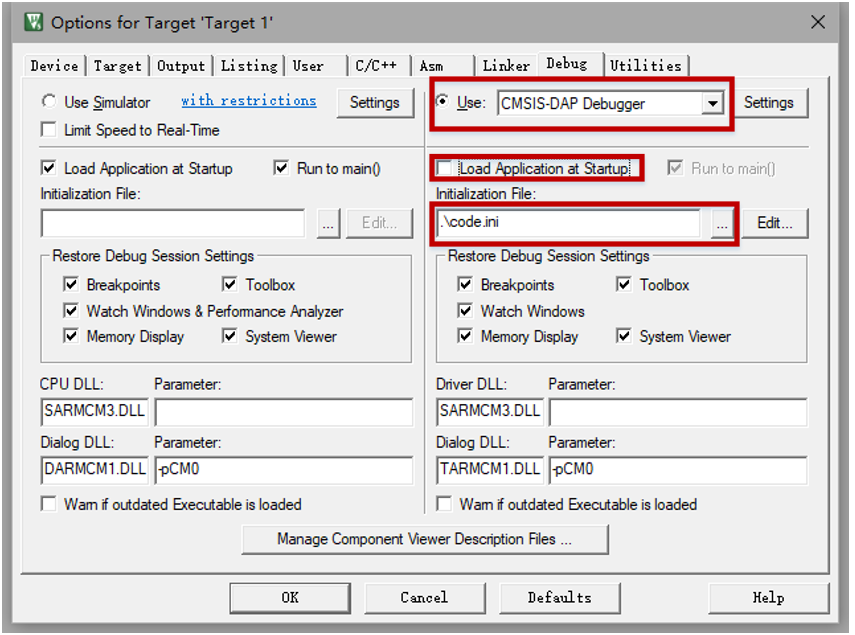 Options for Target 'Target 1'
Device Target Output Listing User C/C++ Asm Linker Debug Utilities
Use Simulator with restrictions Settings Use: CMSIS-DAP Debugger Settings
Limit Speed to Real-Time
Load Application at Startup Run to main() Load Application at Startup Run to main()
Initialization File: Initialization File:
... Edit... .\code.ini ... Edit...
Restore Debug Session Settings Restore Debug Session Settings
Breakpoints Toolbox Breakpoints Toolbox
Watch Windows & Performance Analyzer Watch Windows
Memory Display System Viewer Memory Display System Viewer
CPU DLL: Parameter: Driver DLL: Parameter:
SARMCM3.DLL SARMCM3.DLL
Dialog DLL: Parameter: Dialog DLL: Parameter:
DARMCM1.DLL -pCM0 TARMCM1.DLL -pCM0
Warn if outdated Executable is loaded Warn if outdated Executable is loaded
Manage Component Viewer Description Files ...
OK Cancel Defaults Help